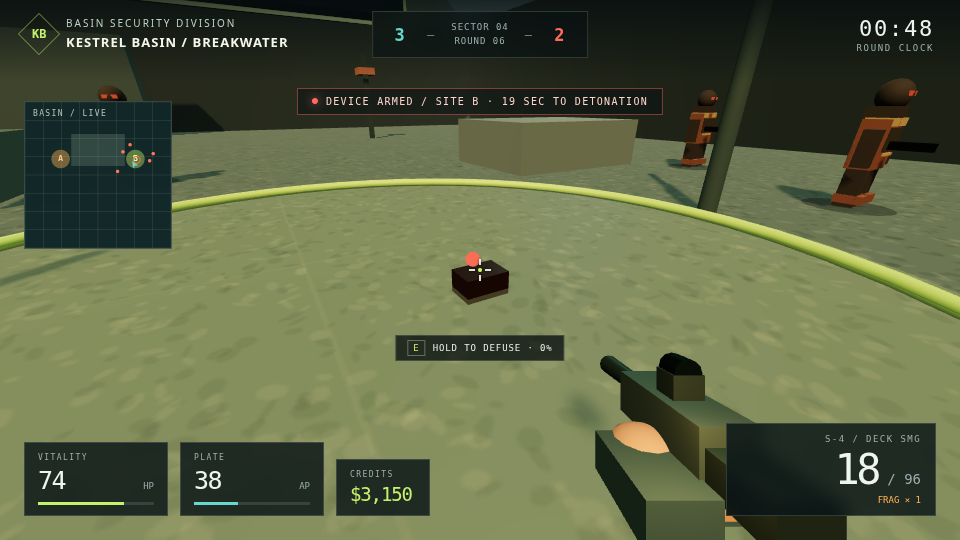 KB
BASIN SECURITY DIVISION
KESTREL BASIN / BREAKWATER
3 — SECTOR 04 — 2
ROUND 06
00:48
ROUND CLOCK
DEVICE ARMED / SITE B · 19 SEC TO DETONATION
BASIN / LIVE
A
B
E HOLD TO DEFUSE · 0%
VITALITY
74 HP
PLATE
38 AP
CREDITS
$3,150
S-4 / DECK SMG
18 / 96
FRAG × 1